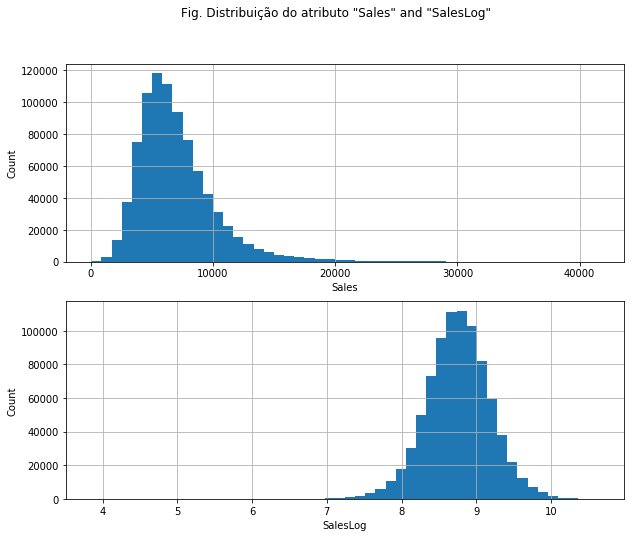 Fig. Distribuição do atributo "Sales" and "SalesLog"
120000
100000
80000
60000
40000
20000
0
Count
0 10000 20000 30000 40000
Sales
100000
80000
60000
40000
20000
0
Count
4 5 6 7 8 9 10
SalesLog